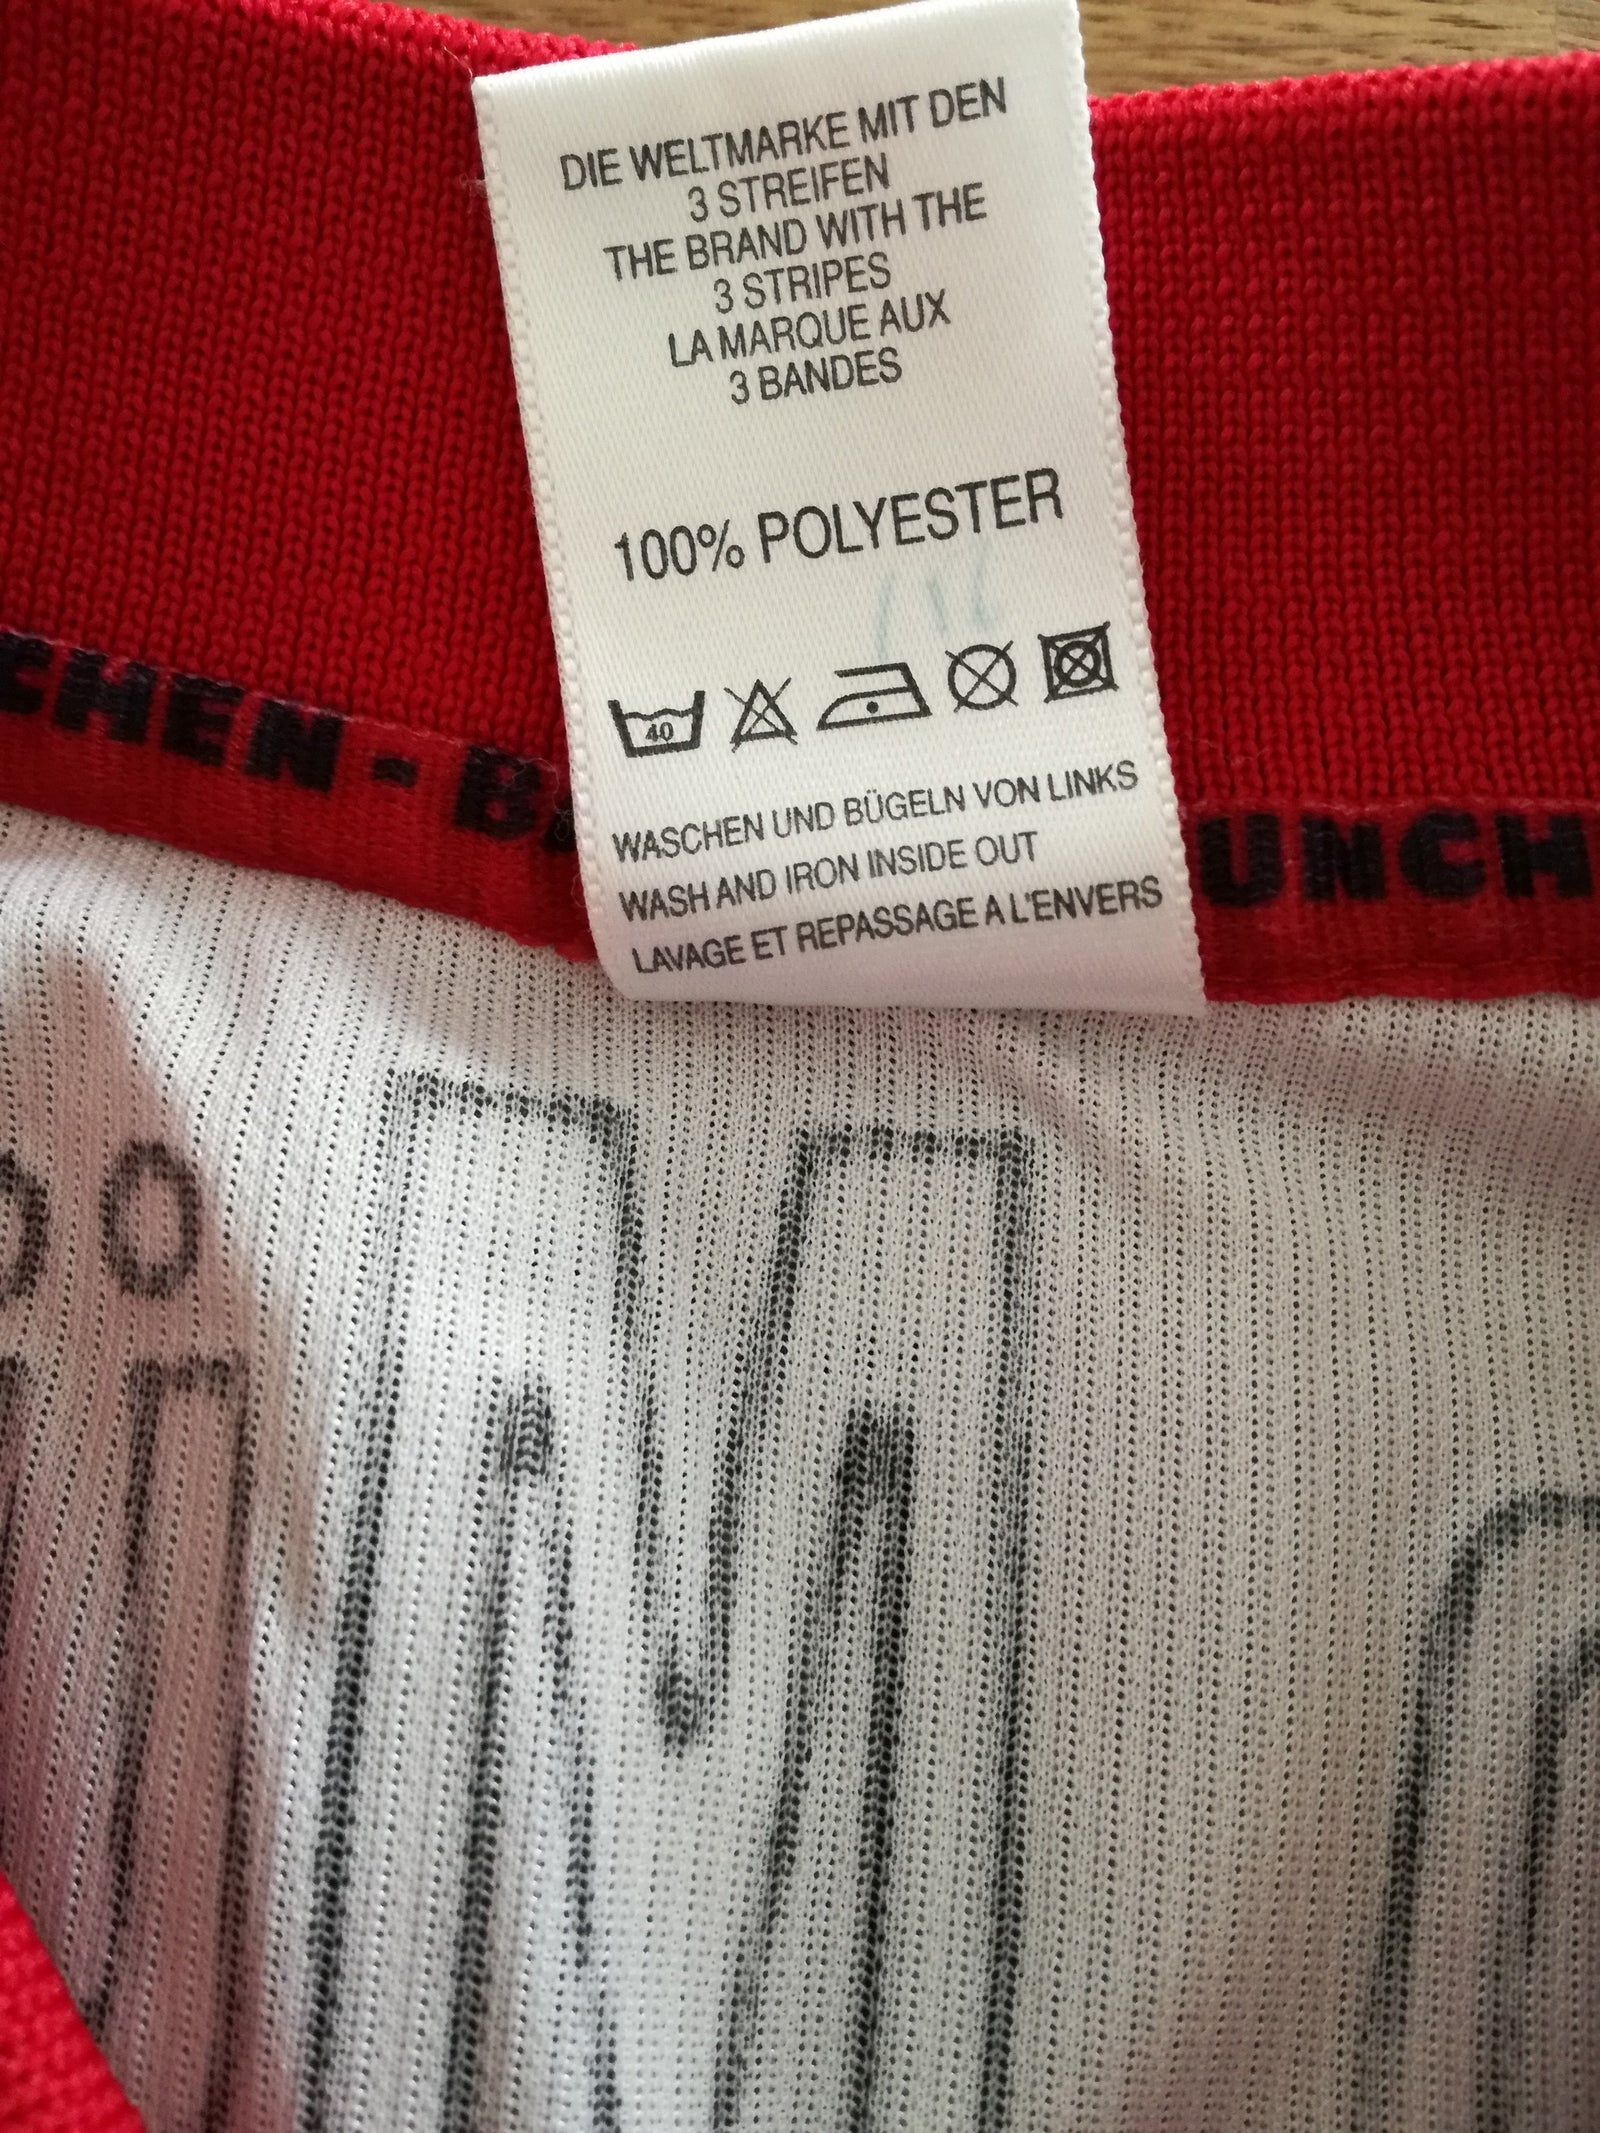 DIE WELTMARKE MIT DEN
3 STREIFEN
THE BRAND WITH THE
3 STRIPES
LA MARQUE AUX
3 BANDES
100% POLYESTER
40
WASCHEN UND BÜGELN VON LINKS
WASH AND IRON INSIDE OUT
LAVAGE ET REPASSAGE A L'ENVERS
CHEN - B
UNCH